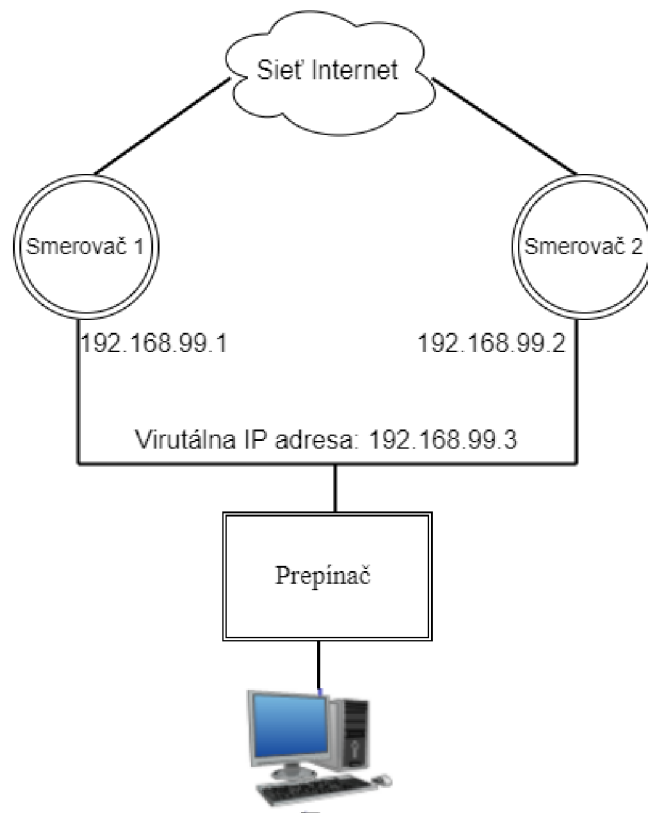 Sieť Internet
Smerovač 1
Smerovač 2
192.168.99.1
192.168.99.2
Virutálna IP adresa: 192.168.99.3
Prepínač